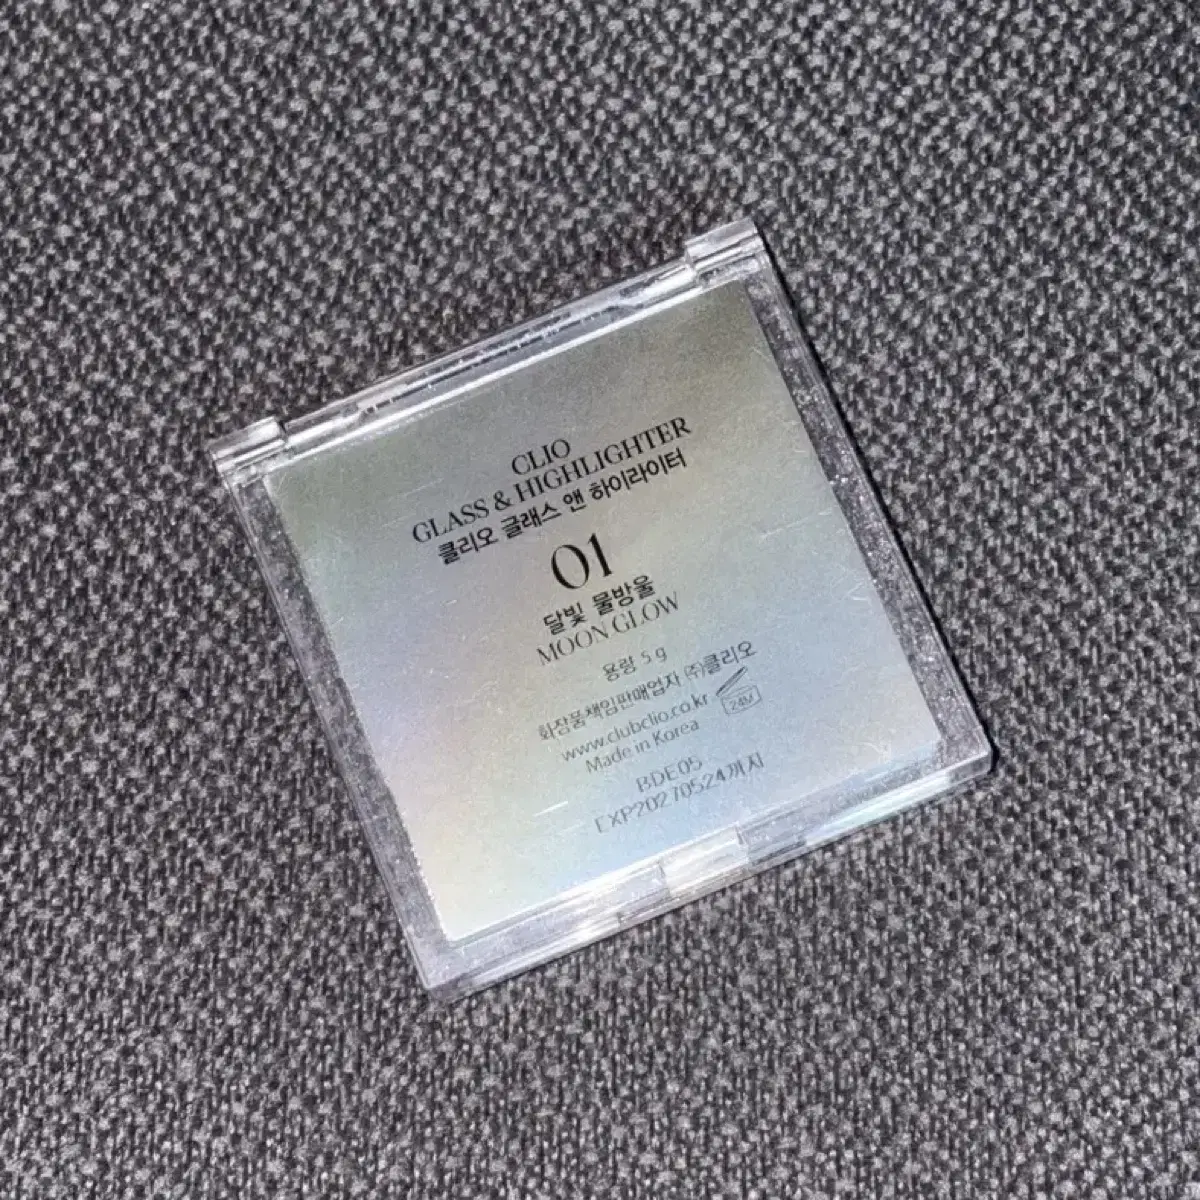 CLIO
GLASS & HIGHLIGHTER
클리오 글래스 앤 하이라이터
01
달빛 물방울
MOON GLOW
용량 5 g
화장품책임판매업자 (주)클리오
www.clubclio.co.kr
24M
Made in Korea
BDE05
EXP20270524까지